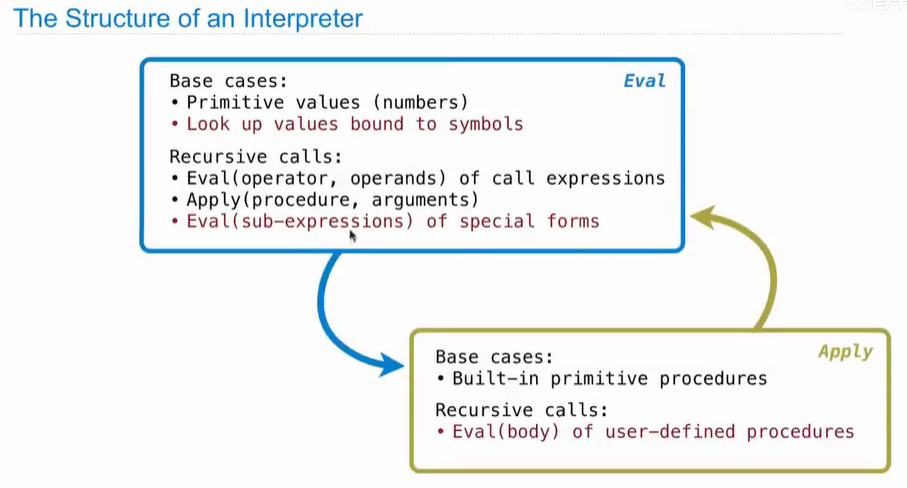 The Structure of an Interpreter
Eval
Base cases:
• Primitive values (numbers)
• Look up values bound to symbols
Recursive calls:
• Eval(operator, operands) of call expressions
• Apply(procedure, arguments)
• Eval(sub-expressions) of special forms
Apply
Base cases:
• Built-in primitive procedures
Recursive calls:
• Eval(body) of user-defined procedures